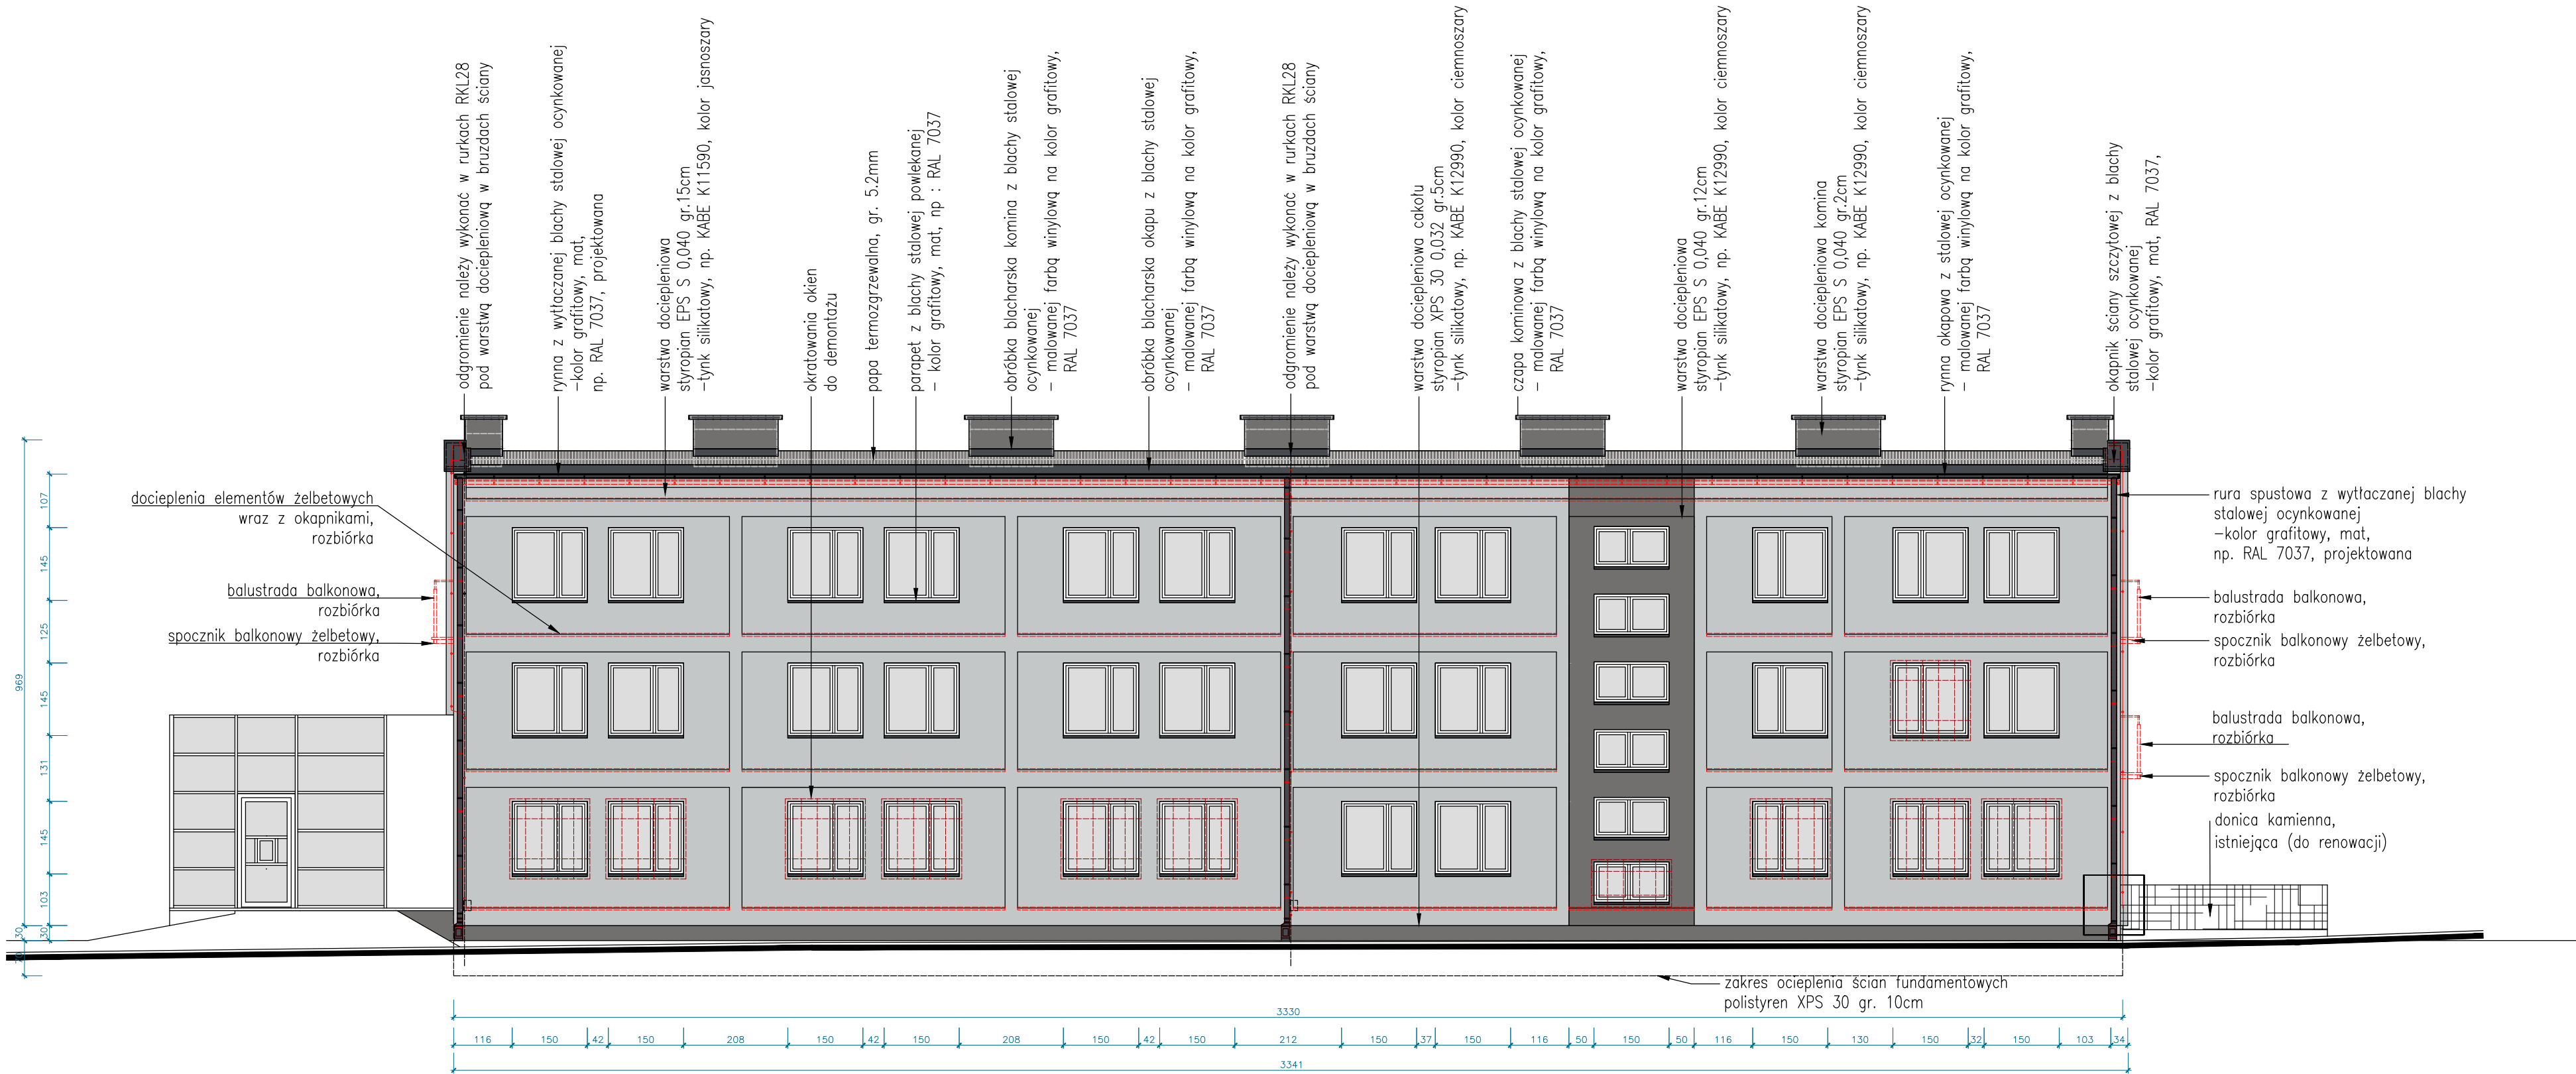 odgromienie należy wykonać w rurkach RKL28
pod warstwą dociepleniową w bruzdach ściany
rynna z wytłaczanej blachy stalowej ocynkowanej
-kolor grafitowy, mat,
np. RAL 7037, projektowana
warstwa dociepleniowa
styropian EPS S 0,040 gr.15cm
-tynk silikatowy, np. KABE K11590, kolor jasnoszary
okratowania okien
do demontażu
papa termozgrzewalna, gr. 5.2mm
parapet z blachy stalowej powlekanej
- kolor grafitowy, mat, np : RAL 7037
obróbka blacharska komina z blachy stalowej
ocynkowanej
- malowanej farbą winylową na kolor grafitowy,
RAL 7037
obróbka blacharska okapu z blachy stalowej
ocynkowanej
- malowanej farbą winylową na kolor grafitowy,
RAL 7037
odgromienie należy wykonać w rurkach RKL28
pod warstwą dociepleniową w bruzdach ściany
warstwa dociepleniowa cakołu
styropian XPS 30 0,032 gr.5cm
-tynk silikatowy, np. KABE K12990, kolor ciemnoszary
czapa kominowa z blachy stalowej ocynkowanej
- malowanej farbą winylową na kolor grafitowy,
RAL 7037
warstwa dociepleniowa
styropian EPS S 0,040 gr.12cm
-tynk silikatowy, np. KABE K12990, kolor ciemnoszary
warstwa dociepleniowa komina
styropian EPS S 0,040 gr.2cm
-tynk silikatowy, np. KABE K12990, kolor ciemnoszary
rynna okapowa z stalowej ocynkowanej
- malowanej farbą winylową na kolor grafitowy,
RAL 7037
okapnik ściany szczytowej z blachy
stalowej ocynkowanej
-kolor grafitowy, mat, RAL 7037,
docieplenia elementów żelbetowych
wraz z okapnikami,
rozbiórka
balustrada balkonowa,
rozbiórka
spocznik balkonowy żelbetowy,
rozbiórka
rura spustowa z wytłaczanej blachy
stalowej ocynkowanej
-kolor grafitowy, mat,
np. RAL 7037, projektowana
balustrada balkonowa,
rozbiórka
spocznik balkonowy żelbetowy,
rozbiórka
balustrada balkonowa,
rozbiórka
spocznik balkonowy żelbetowy,
rozbiórka
donica kamienna,
istniejąca (do renowacji)
969
30
107
145
125
145
131
145
103
30
zakres ocieplenia ścian fundamentowych
polistyren XPS 30 gr. 10cm
3330
116 150 42 150 208 150 42 150 208 150 42 150 212 150 37 150 116 50 150 50 116 150 130 150 32 150 103 34
3341